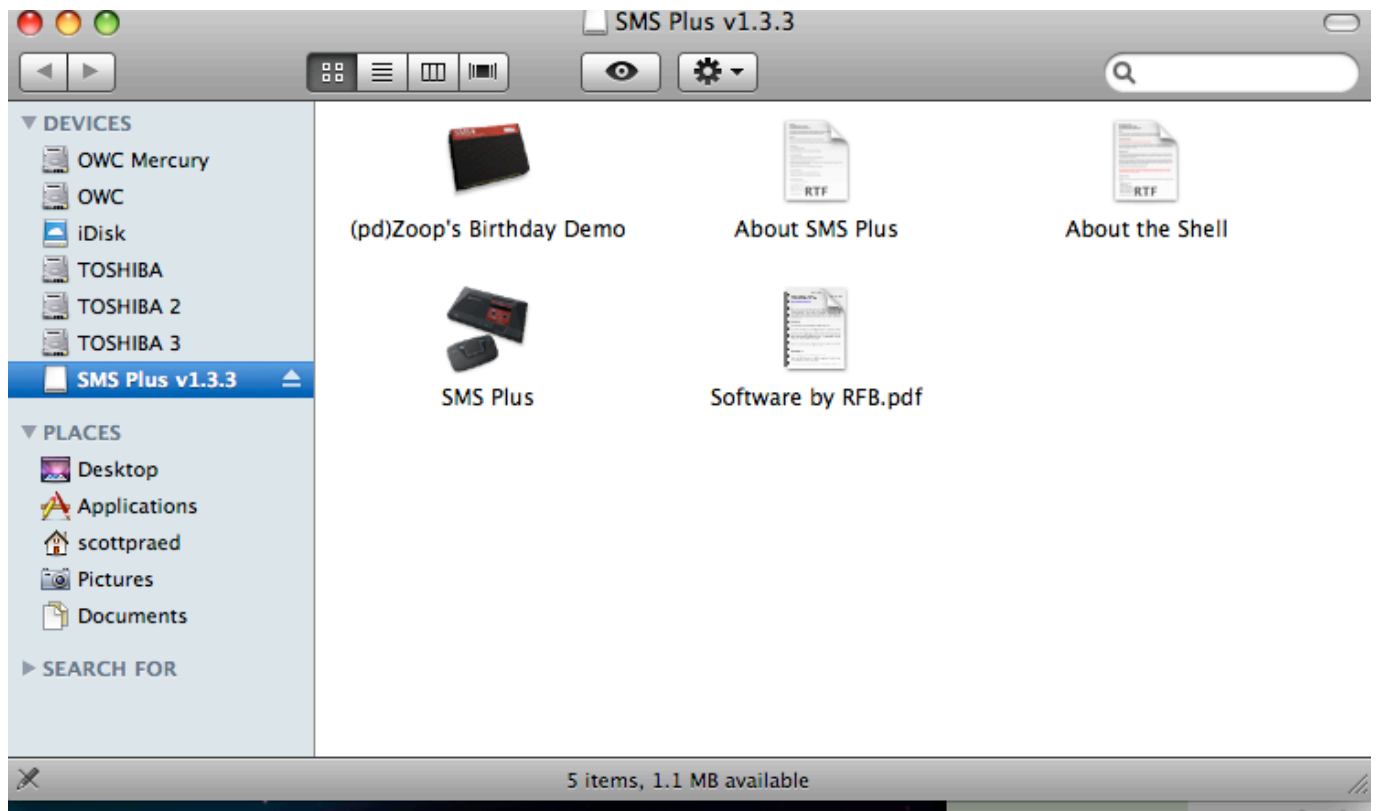 SMS Plus v1.3.3
DEVICES
OWC Mercury
OWC
iDisk
TOSHIBA
TOSHIBA 2
TOSHIBA 3
SMS Plus v1.3.3
PLACES
Desktop
Applications
scottpraed
Pictures
Documents
SEARCH FOR
(pd)Zoop's Birthday Demo
RTF
About SMS Plus
RTF
About the Shell
SMS Plus
Software by RFB.pdf
5 items, 1.1 MB available